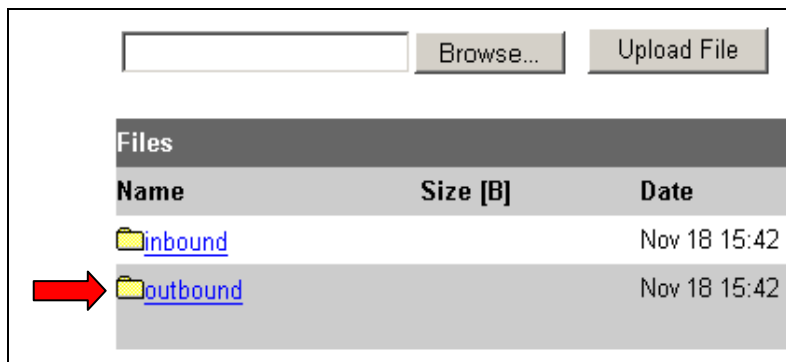 Browse... Upload File
Files
Name Size [B] Date
inbound Nov 18 15:42
outbound Nov 18 15:42